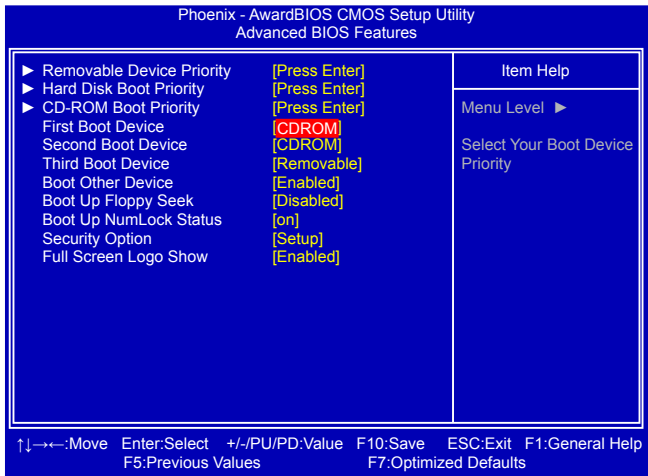 Phoenix - AwardBIOS CMOS Setup Utility
Advanced BIOS Features
► Removable Device Priority [Press Enter]
► Hard Disk Boot Priority [Press Enter]
► CD-ROM Boot Priority [Press Enter]
First Boot Device [CDROM]
Second Boot Device [CDROM]
Third Boot Device [Removable]
Boot Other Device [Enabled]
Boot Up Floppy Seek [Disabled]
Boot Up NumLock Status [on]
Security Option [Setup]
Full Screen Logo Show [Enabled]
Item Help
Menu Level ►
Select Your Boot Device
Priority
↑↓→←:Move Enter:Select +/-/PU/PD:Value F10:Save ESC:Exit F1:General Help
F5:Previous Values F7:Optimized Defaults